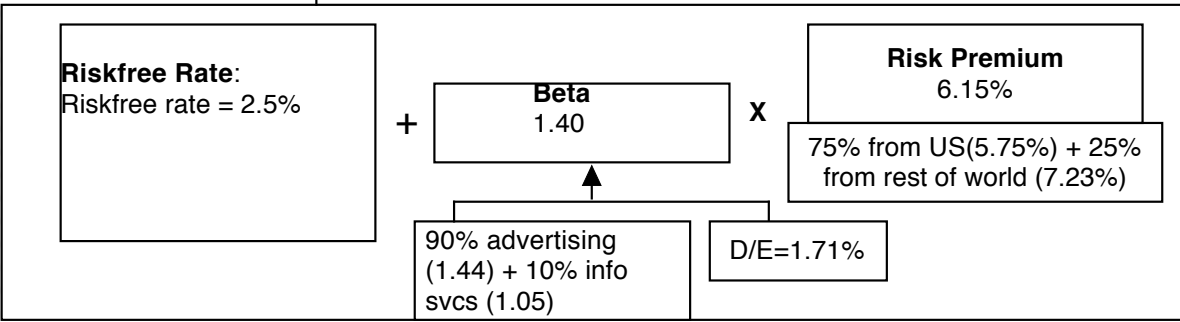 Riskfree Rate:
Riskfree rate = 2.5%
+
Beta
1.40
X
Risk Premium
6.15%
75% from US(5.75%) + 25%
from rest of world (7.23%)
90% advertising
(1.44) + 10% info
svcs (1.05)
D/E=1.71%